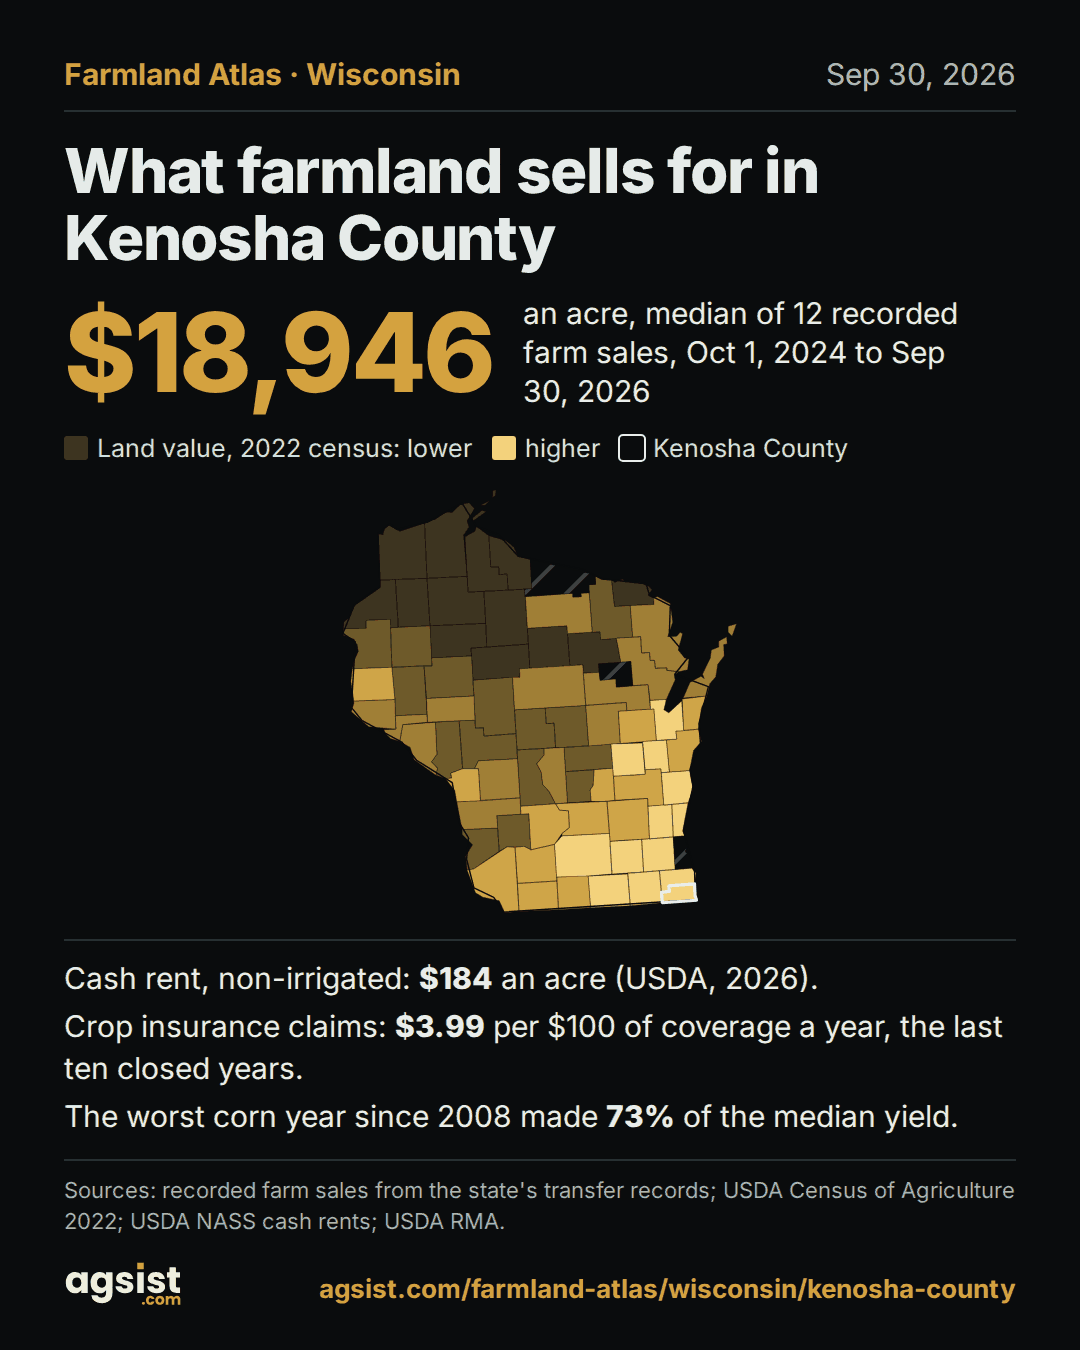 Farmland Atlas · Wisconsin
Sep 30, 2026
What farmland sells for in
Kenosha County
$18,946
an acre, median of 12 recorded
farm sales, Oct 1, 2024 to Sep
30, 2026
Land value, 2022 census: lower
higher
Kenosha County
Cash rent, non-irrigated: $184 an acre (USDA, 2026).
Crop insurance claims: $3.99 per $100 of coverage a year, the last
ten closed years.
The worst corn year since 2008 made 73% of the median yield.
Sources: recorded farm sales from the state's transfer records; USDA Census of Agriculture
2022; USDA NASS cash rents; USDA RMA.
agsist
.com
agsist.com/farmland-atlas/wisconsin/kenosha-county